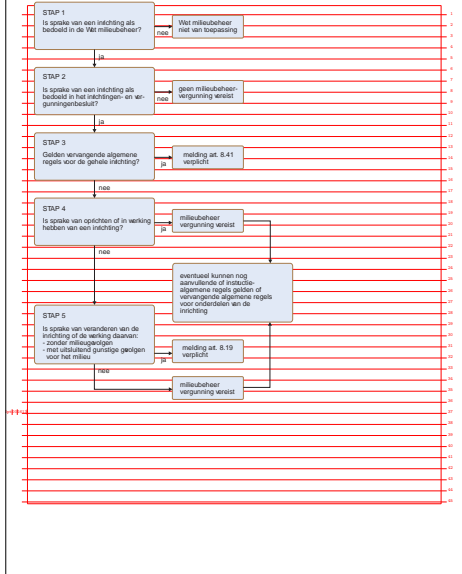 STAP 1
Is sprake van een inrichting als
bedoeld in de Wet milieubeheer?
nee
Wet milieubeheer
niet van toepassing
ja
STAP 2
Is sprake van een inrichting als
bedoeld in het inrichtingen- en ver-
gunningenbesluit?
nee
geen milieubeheer-
vergunning vereist
ja
STAP 3
Gelden vervangende algemene
regels voor de gehele inrichting?
ja
melding art. 8.41
verplicht
nee
STAP 4
Is sprake van oprichten of in werking
hebben van een inrichting?
ja
milieubeheer
vergunning vereist
nee
eventueel kunnen nog
aanvullende of instructie-
algemene regels gelden of
vervangende algemene regels
voor onderdelen van de
inrichting
STAP 5
Is sprake van veranderen van de
inrichting of de werking daarvan:
- zonder milieugevolgen
- met uitsluitend gunstige gevolgen
voor het milieu
ja
melding art. 8.19
verplicht
nee
milieubeheer
vergunning vereist